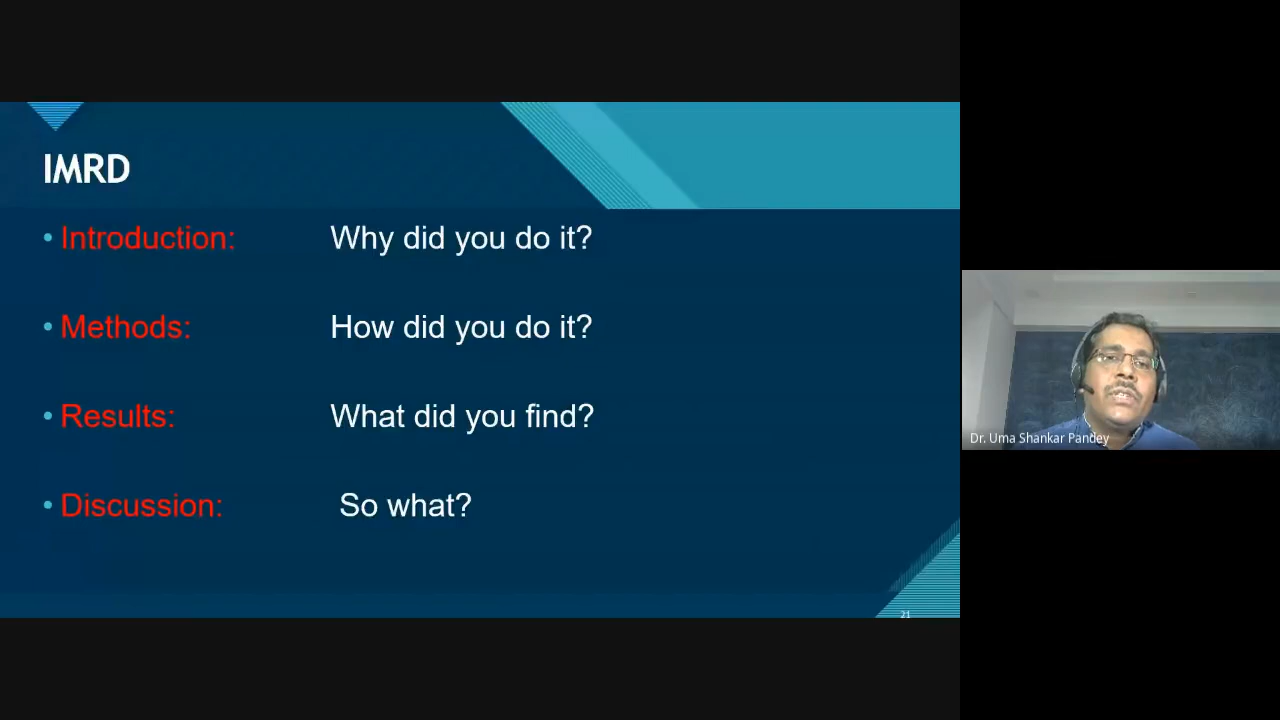 IMRD
• Introduction: Why did you do it?
• Methods: How did you do it?
• Results: What did you find?
• Discussion: So what?
21
Dr. Uma Shankar Pandey